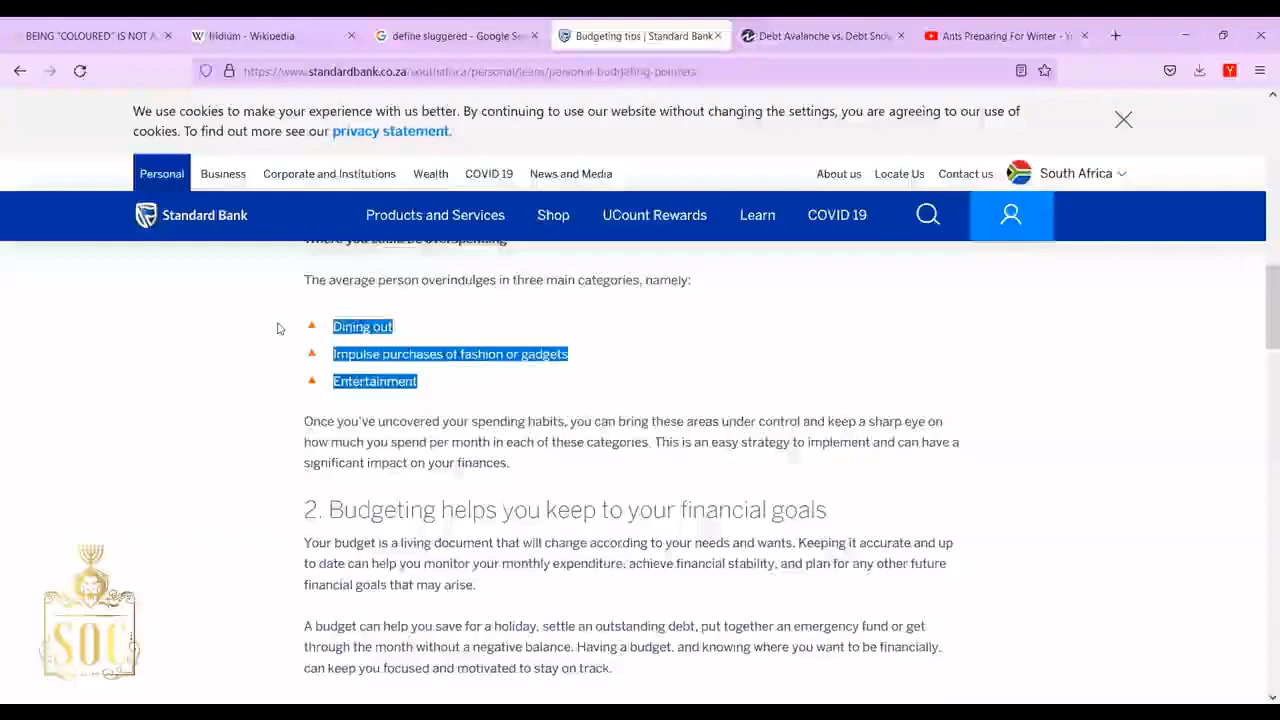 BEING "COLOURED" IS NOT A
Iridium - Wikipedia
define sluggered - Google Se
Budgeting tips | Standard Bank
Debt Avalanche vs. Debt Snow
Ants Preparing For Winter - Y
https://www.standardbank.co.za/southafrica/personal/learn/personal-budgeting-pointers
We use cookies to make your experience with us better. By continuing to use our website without changing the settings, you are agreeing to our use of
cookies. To find out more see our privacy statement.
Personal Business Corporate and Institutions Wealth COVID 19 News and Media About us Locate Us Contact us South Africa
Standard Bank Products and Services Shop UCount Rewards Learn COVID 19
Where you could be overspending
The average person overindulges in three main categories, namely:
Dining out
Impulse purchases of fashion or gadgets
Entertainment
Once you've uncovered your spending habits, you can bring these areas under control and keep a sharp eye on
how much you spend per month in each of these categories. This is an easy strategy to implement and can have a
significant impact on your finances.
2. Budgeting helps you keep to your financial goals
Your budget is a living document that will change according to your needs and wants. Keeping it accurate and up
to date can help you monitor your monthly expenditure, achieve financial stability, and plan for any other future
financial goals that may arise.
A budget can help you save for a holiday, settle an outstanding debt, put together an emergency fund or get
through the month without a negative balance. Having a budget, and knowing where you want to be financially,
can keep you focused and motivated to stay on track.
SOC